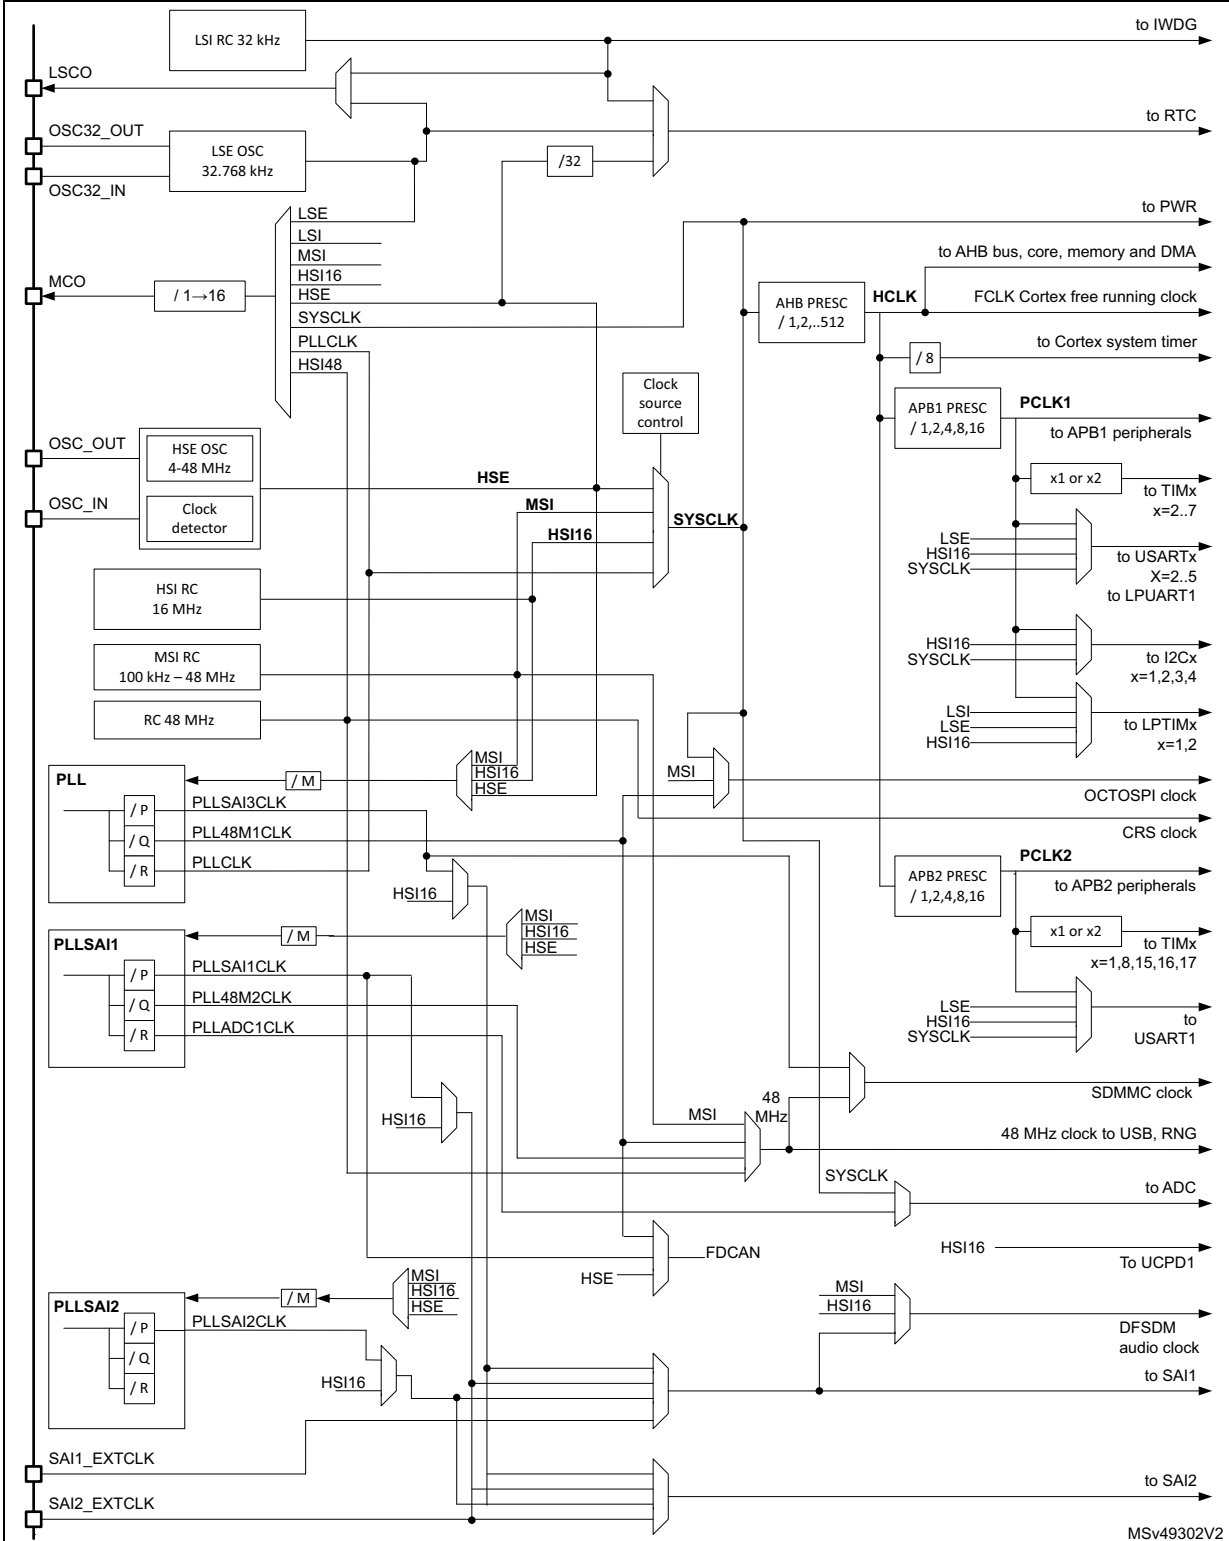 LSI RC 32 kHz
to IWDG
LSCO
OSC32_OUT
to RTC
LSE OSC
32.768 kHz
/32
OSC32_IN
LSE
to PWR
LSI
MSI
HSI16
HSE
SYSCLK
PLLCLK
HSI48
MCO
/ 1→16
to AHB bus, core, memory and DMA
AHB PRESC
/ 1,2,..512
HCLK
FCLK Cortex free running clock
/ 8
to Cortex system timer
Clock
source
control
APB1 PRESC
/ 1,2,4,8,16
PCLK1
to APB1 peripherals
OSC_OUT
HSE OSC
4-48 MHz
OSC_IN
Clock
detector
HSE
MSI
HSI16
SYSCLK
x1 or x2
to TIMx
x=2..7
LSE
HSI16
SYSCLK
to USARTx
X=2..5
to LPUART1
HSI RC
16 MHz
MSI RC
100 kHz – 48 MHz
RC 48 MHz
HSI16
SYSCLK
to I2Cx
x=1,2,3,4
LSI
LSE
HSI16
to LPTIMx
x=1,2
PLL
/ M
MSI
HSI16
HSE
MSI
OCTOSPI clock
/ P
PLLSAI3CLK
/ Q
PLL48M1CLK
/ R
PLLCLK
CRS clock
HSI16
APB2 PRESC
/ 1,2,4,8,16
PCLK2
to APB2 peripherals
PLLSAI1
/ M
MSI
HSI16
HSE
x1 or x2
to TIMx
x=1,8,15,16,17
/ P
PLLSAI1CLK
/ Q
PLL48M2CLK
/ R
PLLADC1CLK
LSE
HSI16
SYSCLK
to
USART1
HSI16
MSI
48
MHz
SDMMC clock
48 MHz clock to USB, RNG
SYSCLK
to ADC
FDCAN
HSE
HSI16
To UCPD1
PLLSAI2
/ M
MSI
HSI16
HSE
MSI
HSI16
DFSDM
audio clock
/ P
PLLSAI2CLK
/ Q
/ R
HSI16
to SAI1
SAI1_EXTCLK
to SAI2
SAI2_EXTCLK
MSv49302V2